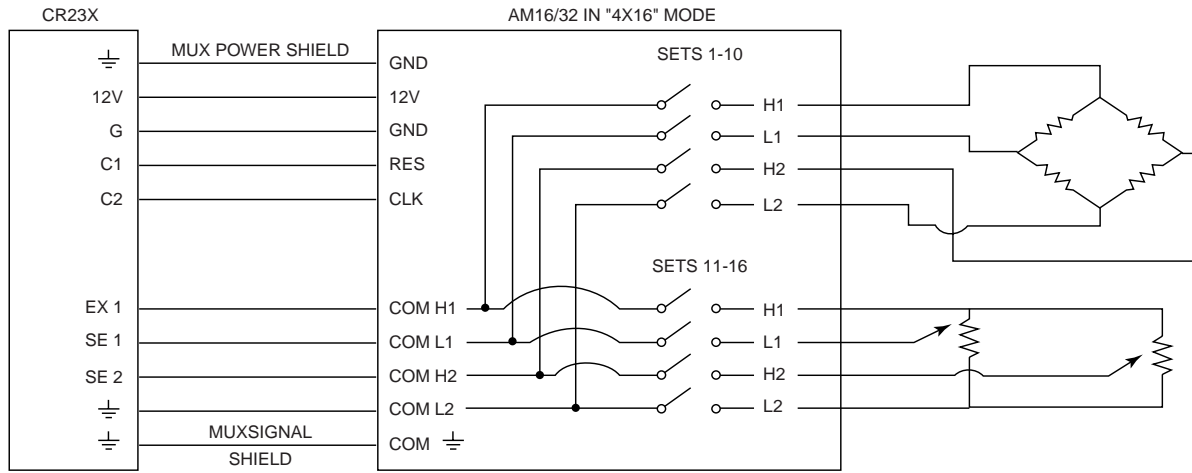 CR23X
AM16/32 IN "4X16" MODE
MUX POWER SHIELD
GND
SETS 1-10
12V
12V
H1
G
GND
L1
C1
RES
H2
C2
CLK
L2
SETS 11-16
EX 1
COM H1
H1
SE 1
COM L1
L1
SE 2
COM H2
H2
COM L2
L2
MUXSIGNAL
SHIELD
COM